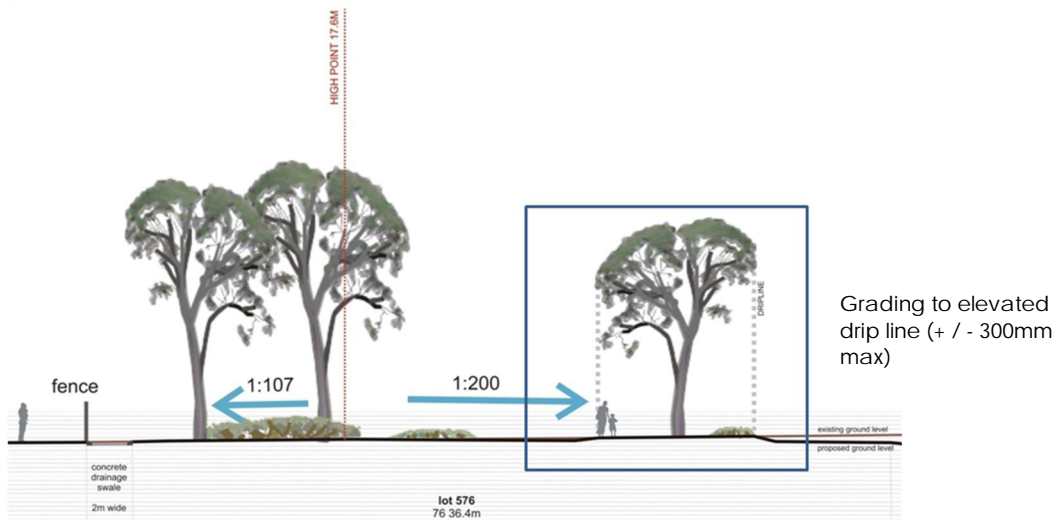 HIGH POINT 17.6M
fence
1:107
1:200
DRIPLINE
Grading to elevated
drip line (+ / - 300mm
max)
existing ground level
proposed ground level
concrete
drainage
swale
2m wide
lot 576
76 36.4m